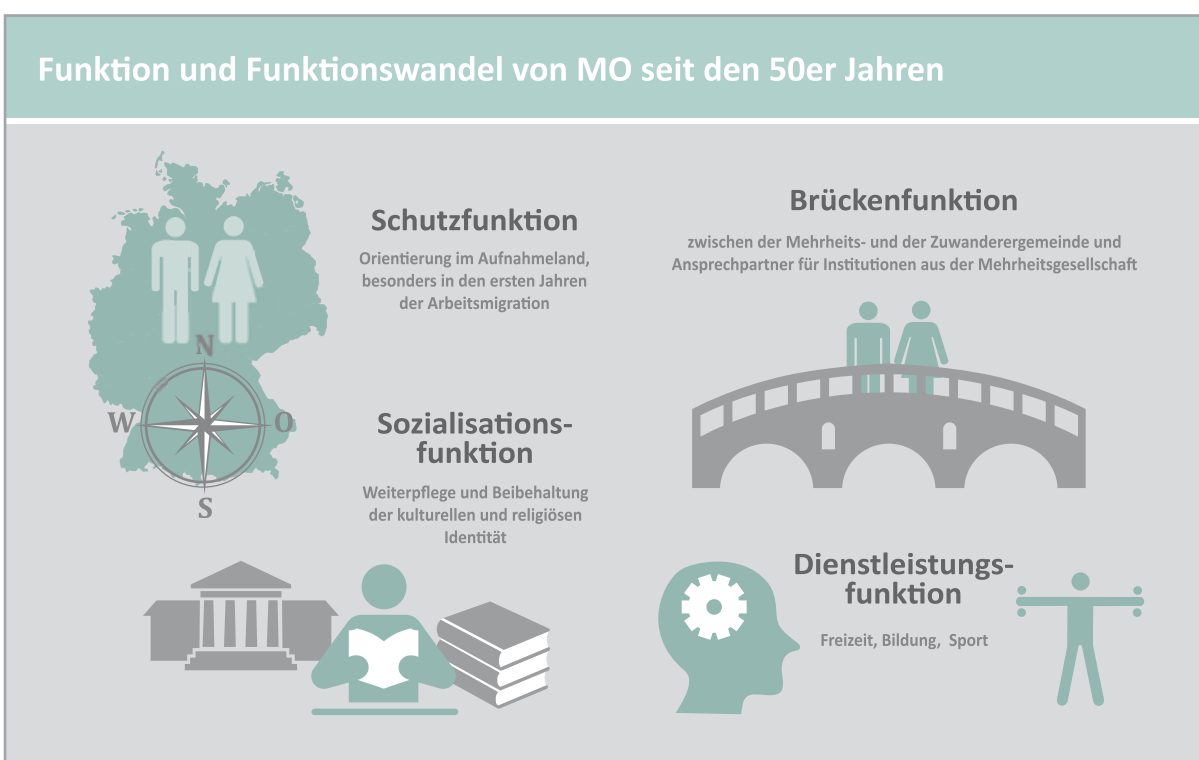 Funktion und Funktionswandel von MO seit den 50er Jahren
Schutzfunktion
Orientierung im Aufnahmeland,
besonders in den ersten Jahren
der Arbeitsmigration
N
W
O
S
Sozialisations-
funktion
Weiterpflege und Beibehaltung
der kulturellen und religiösen
Identität
Brückenfunktion
zwischen der Mehrheits- und der Zuwanderergemeinde und
Ansprechpartner für Institutionen aus der Mehrheitsgesellschaft
Dienstleistungs-
funktion
Freizeit, Bildung, Sport